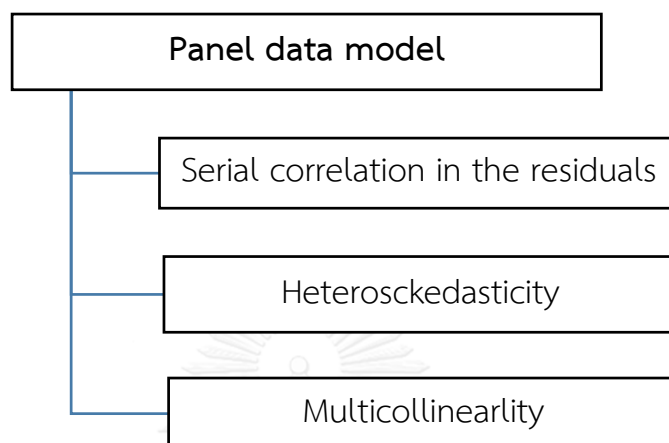 Panel data model
Serial correlation in the residuals
Heterosckedasticity
Multicollinearlity